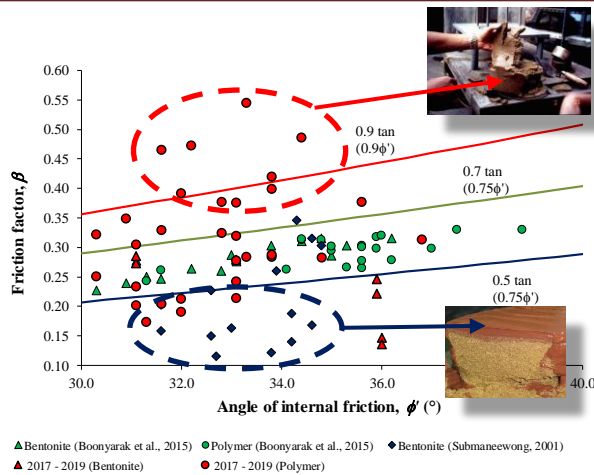 0.60
0.55
0.50
0.45
0.40
0.35
0.30
0.25
0.20
0.15
0.10
Friction factor, β
0.9 tan
(0.9ϕ')
0.7 tan
(0.75ϕ')
0.5 tan
(0.75ϕ')
30.0 32.0 34.0 36.0 40.0
Angle of internal friction, ϕ' (°)
Bentonite (Boonyarak et al., 2015) Polymer (Boonyarak et al., 2015) Bentonite (Submaneewong, 2001)
2017 - 2019 (Bentonite) 2017 - 2019 (Polymer)